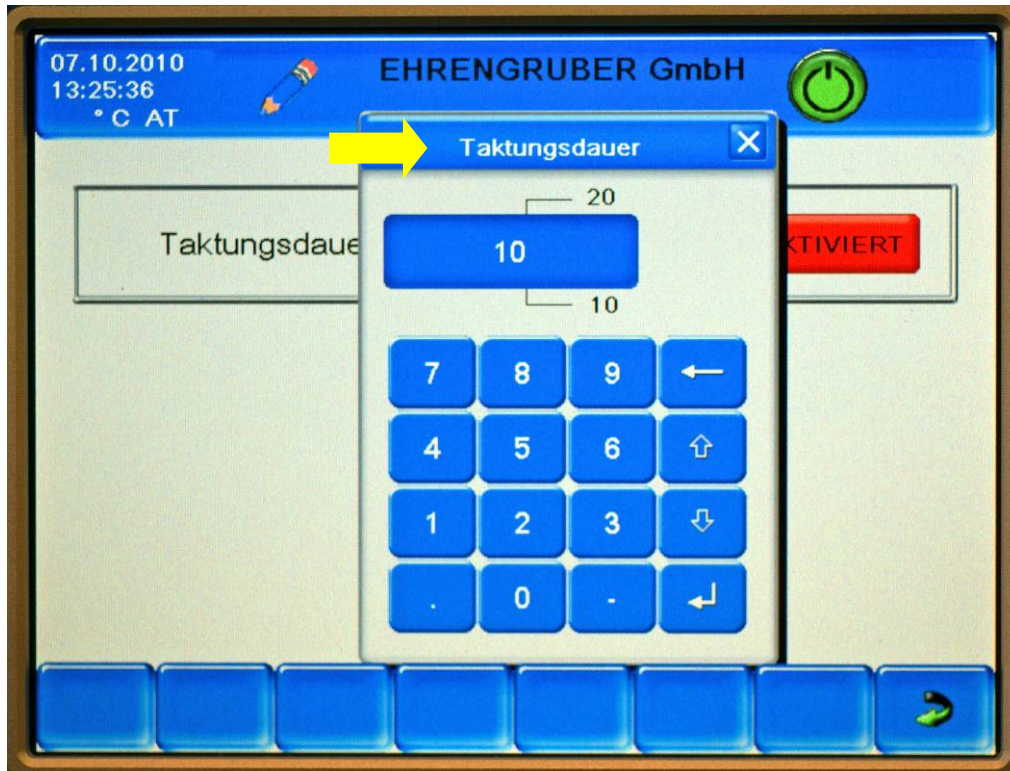 07.10.2010
13:25:36
° C AT
EHRENGRUBER GmbH
Taktungsdauer
20
10
10
Taktungsdaue
KTIVIERT
7 8 9
4 5 6
1 2 3
. 0 -